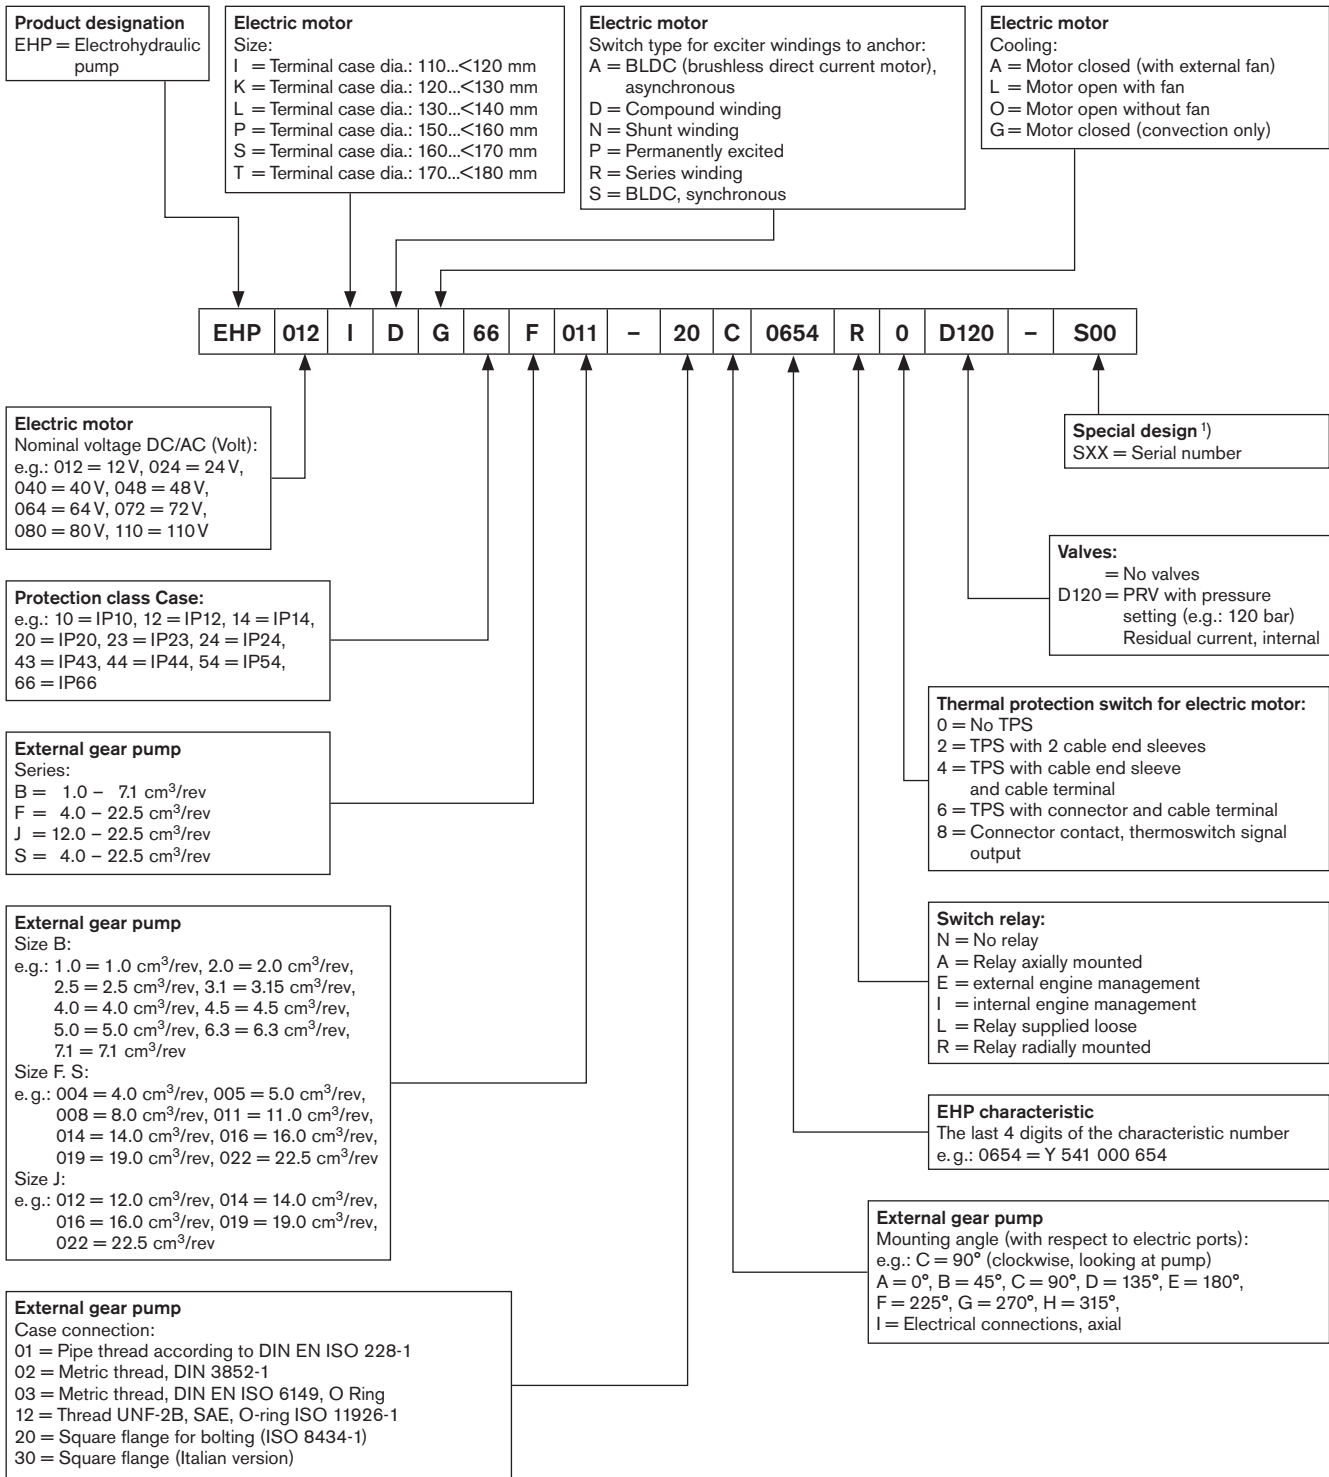 Product designation
EHP = Electrohydraulic
pump
Electric motor
Size:
I = Terminal case dia.: 110...<120 mm
K = Terminal case dia.: 120...<130 mm
L = Terminal case dia.: 130...<140 mm
P = Terminal case dia.: 150...<160 mm
S = Terminal case dia.: 160...<170 mm
T = Terminal case dia.: 170...<180 mm
Electric motor
Switch type for exciter windings to anchor:
A = BLDC (brushless direct current motor),
asynchronous
D = Compound winding
N = Shunt winding
P = Permanently excited
R = Series winding
S = BLDC, synchronous
Electric motor
Cooling:
A = Motor closed (with external fan)
L = Motor open with fan
O = Motor open without fan
G = Motor closed (convection only)
EHP 012 I D G 66 F 011 – 20 C 0654 R 0 D120 – S00
Electric motor
Nominal voltage DC/AC (Volt):
e.g.: 012 = 12 V, 024 = 24 V,
040 = 40 V, 048 = 48 V,
064 = 64 V, 072 = 72 V,
080 = 80 V, 110 = 110 V
Protection class Case:
e.g.: 10 = IP10, 12 = IP12, 14 = IP14,
20 = IP20, 23 = IP23, 24 = IP24,
43 = IP43, 44 = IP44, 54 = IP54,
66 = IP66
External gear pump
Series:
B = 1.0 – 7.1 cm³/rev
F = 4.0 – 22.5 cm³/rev
J = 12.0 – 22.5 cm³/rev
S = 4.0 – 22.5 cm³/rev
External gear pump
Size B:
e.g.: 1.0 = 1.0 cm³/rev, 2.0 = 2.0 cm³/rev,
2.5 = 2.5 cm³/rev, 3.1 = 3.15 cm³/rev,
4.0 = 4.0 cm³/rev, 4.5 = 4.5 cm³/rev,
5.0 = 5.0 cm³/rev, 6.3 = 6.3 cm³/rev,
7.1 = 7.1 cm³/rev
Size F. S:
e.g.: 004 = 4.0 cm³/rev, 005 = 5.0 cm³/rev,
008 = 8.0 cm³/rev, 011 = 11.0 cm³/rev,
014 = 14.0 cm³/rev, 016 = 16.0 cm³/rev,
019 = 19.0 cm³/rev, 022 = 22.5 cm³/rev
Size J:
e.g.: 012 = 12.0 cm³/rev, 014 = 14.0 cm³/rev,
016 = 16.0 cm³/rev, 019 = 19.0 cm³/rev,
022 = 22.5 cm³/rev
External gear pump
Case connection:
01 = Pipe thread according to DIN EN ISO 228-1
02 = Metric thread, DIN 3852-1
03 = Metric thread, DIN EN ISO 6149, O Ring
12 = Thread UNF-2B, SAE, O-ring ISO 11926-1
20 = Square flange for bolting (ISO 8434-1)
30 = Square flange (Italian version)
Special design ¹)
SXX = Serial number
Valves:
= No valves
D120 = PRV with pressure
setting (e.g.: 120 bar)
Residual current, internal
Thermal protection switch for electric motor:
0 = No TPS
2 = TPS with 2 cable end sleeves
4 = TPS with cable end sleeve
and cable terminal
6 = TPS with connector and cable terminal
8 = Connector contact, thermoswitch signal
output
Switch relay:
N = No relay
A = Relay axially mounted
E = external engine management
I = internal engine management
L = Relay supplied loose
R = Relay radially mounted
EHP characteristic
The last 4 digits of the characteristic number
e.g.: 0654 = Y 541 000 654
External gear pump
Mounting angle (with respect to electric ports):
e.g.: C = 90° (clockwise, looking at pump)
A = 0°, B = 45°, C = 90°, D = 135°, E = 180°,
F = 225°, G = 270°, H = 315°,
I = Electrical connections, axial